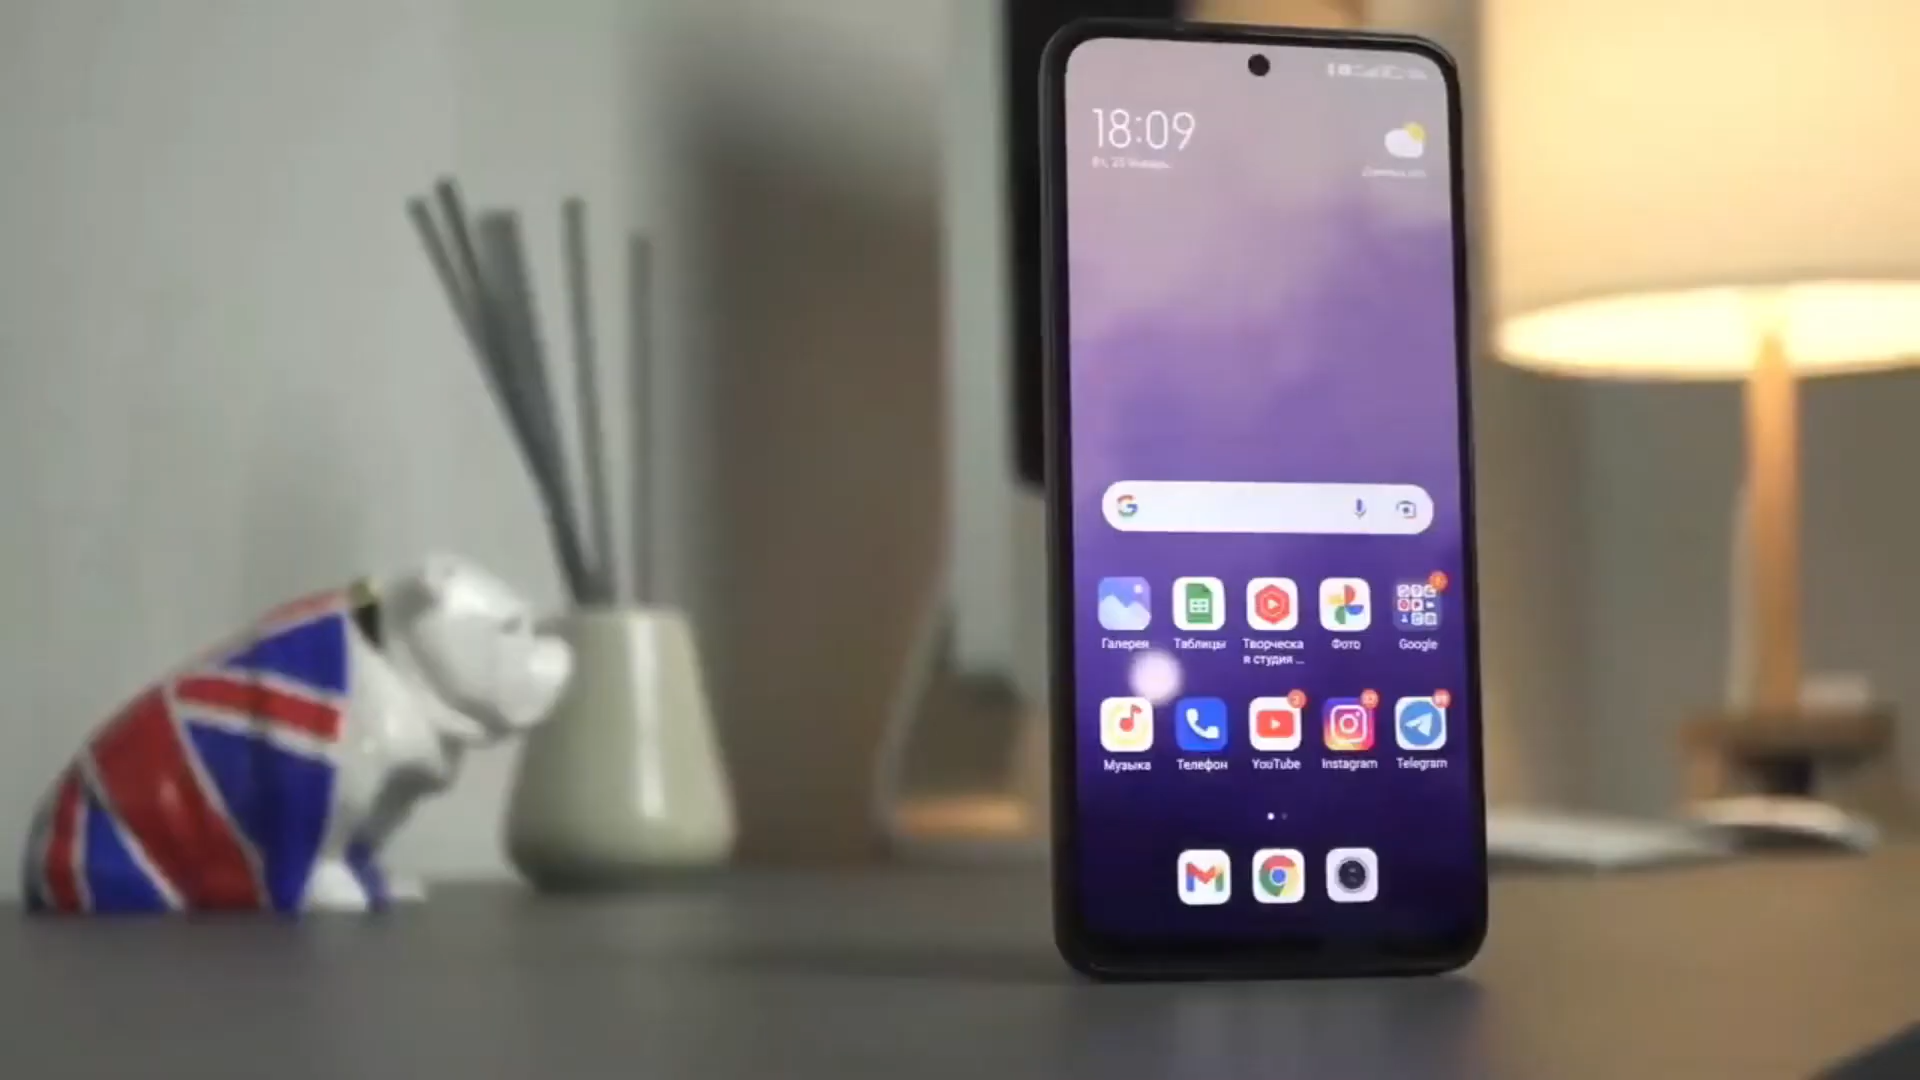 18:09
Галерея
Таблицы
Творческа
я студия ...
Фото
Google
Музыка
Телефон
YouTube
Instagram
Telegram